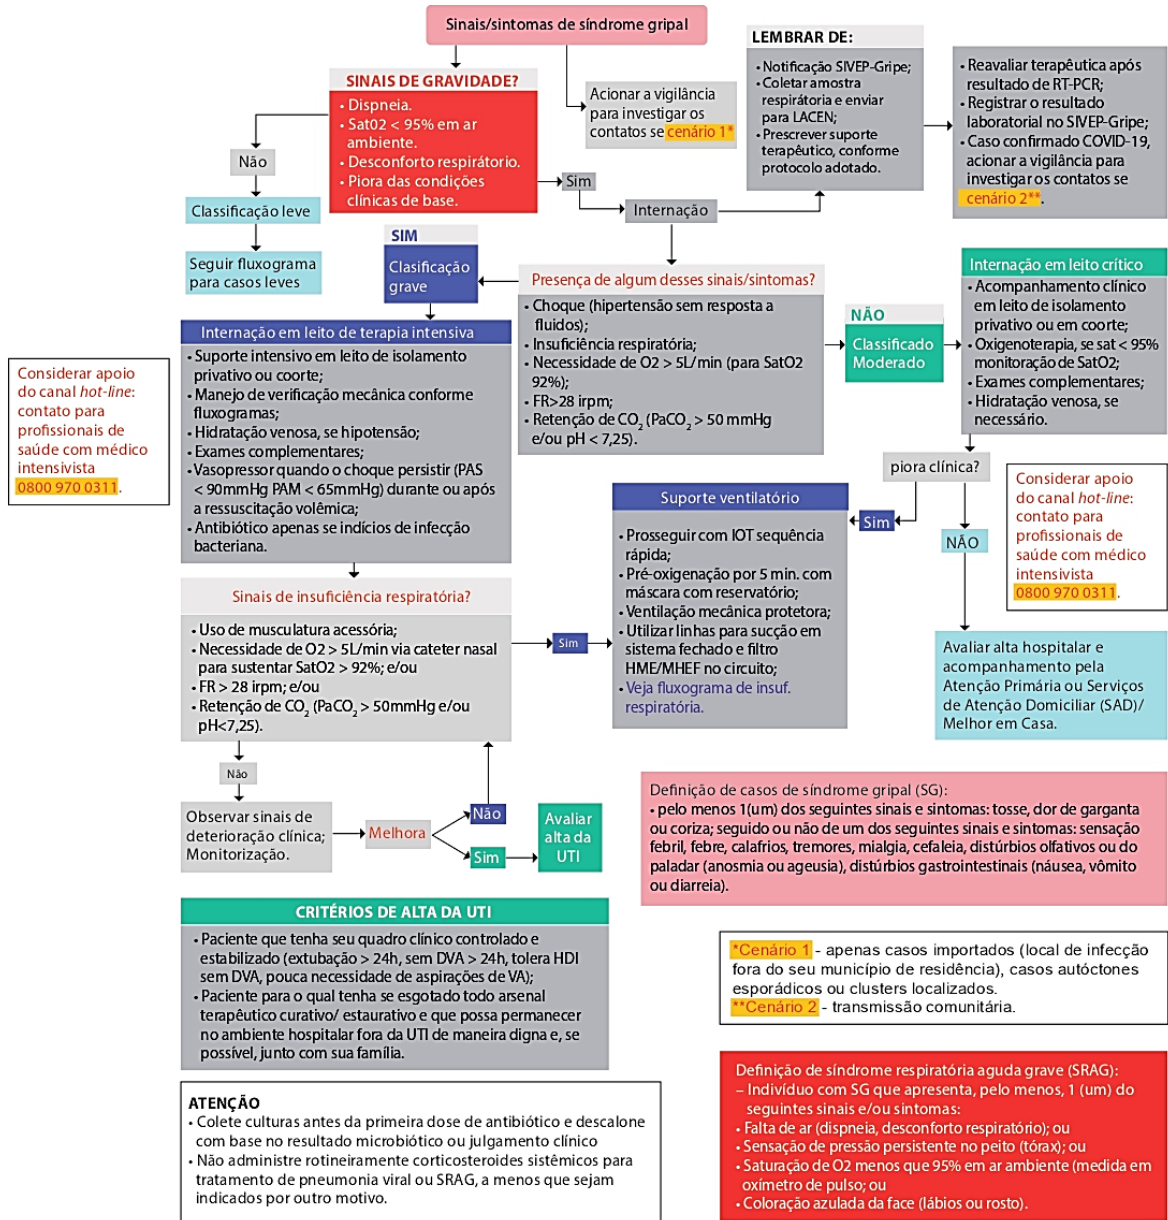 Sinais/sintomas de síndrome gripal
SINAIS DE GRAVIDADE?
• Dispneia.
• Sat02 < 95% em ar
ambiente.
• Desconforto respirátorio.
• Piora das condições
clínicas de base.
Acionar a vigilância
para investigar os
contatos se cenário 1*
LEMBRAR DE:
• Notificação SIVEP-Gripe;
• Coletar amostra
respirátoria e enviar
para LACEN;
• Prescrever suporte
terapêutico, conforme
protocolo adotado.
• Reavaliar terapêutica após
resultado de RT-PCR;
• Registrar o resultado
laboratorial no SIVEP-Gripe;
• Caso confirmado COVID-19,
acionar a vigilância para
investigar os contatos se
cenário 2**.
Não
Sim
Classificação leve
Internação
Seguir fluxograma
para casos leves
SIM
Clasificação
grave
Presença de algum desses sinais/sintomas?
• Choque (hipertensão sem resposta a
fluidos);
• Insuficiência respiratória;
• Necessidade de O2 > 5L/min (para SatO2
92%);
• FR>28 irpm;
• Retenção de CO2 (PaCO2 > 50 mmHg
e/ou pH < 7,25).
NÃO
Classificado
Moderado
Internação em leito crítico
• Acompanhamento clínico
em leito de isolamento
privativo ou em coorte;
• Oxigenoterapia, se sat < 95%
monitoração de SatO2;
• Exames complementares;
• Hidratação venosa, se
necessário.
Internação em leito de terapia intensiva
• Suporte intensivo em leito de isolamento
privativo ou coorte;
• Manejo de verificação mecânica conforme
fluxogramas;
• Hidratação venosa, se hipotensão;
• Exames complementares;
• Vasopressor quando o choque persistir (PAS
< 90mmHg PAM < 65mmHg) durante ou após
a ressuscitação volêmica;
• Antibiótico apenas se indícios de infecção
bacteriana.
Considerar apoio
do canal hot-line:
contato para
profissionais de
saúde com médico
intensivista
0800 970 0311.
piora clínica?
Sim
NÃO
Considerar apoio
do canal hot-line:
contato para
profissionais de
saúde com médico
intensivista
0800 970 0311.
Suporte ventilatório
• Prosseguir com IOT sequência
rápida;
• Pré-oxigenação por 5 min. com
máscara com reservatório;
• Ventilação mecânica protetora;
• Utilizar linhas para sucção em
sistema fechado e filtro
HME/MHEF no circuito;
• Veja fluxograma de insuf.
respiratória.
Sinais de insuficiência respiratória?
• Uso de musculatura acessória;
• Necessidade de O2 > 5L/min via cateter nasal
para sustentar SatO2 > 92%; e/ou
• FR > 28 irpm; e/ou
• Retenção de CO2 (PaCO2 > 50mmHg e/ou
pH<7,25).
Sim
Avaliar alta hospitalar e
acompanhamento pela
Atenção Primária ou Serviços
de Atenção Domiciliar (SAD)/
Melhor em Casa.
Não
Observar sinais de
deterioração clínica;
Monitorização.
Melhora
Não
Sim
Avaliar
alta da
UTI
Definição de casos de síndrome gripal (SG):
• pelo menos 1(um) dos seguintes sinais e sintomas: tosse, dor de garganta
ou coriza; seguido ou não de um dos seguintes sinais e sintomas: sensação
febril, febre, calafrios, tremores, mialgia, cefaleia, distúrbios olfativos ou do
paladar (anosmia ou ageusia), distúrbios gastrointestinais (náusea, vômito
ou diarreia).
CRITÉRIOS DE ALTA DA UTI
• Paciente que tenha seu quadro clínico controlado e
estabilizado (extubação > 24h, sem DVA > 24h, tolera HDI
sem DVA, pouca necessidade de aspirações de VA);
• Paciente para o qual tenha se esgotado todo arsenal
terapêutico curativo/ estaurativo e que possa permanecer
no ambiente hospitalar fora da UTI de maneira digna e, se
possível, junto com sua família.
*Cenário 1 - apenas casos importados (local de infecção
fora do seu município de residência), casos autóctones
esporádicos ou clusters localizados.
**Cenário 2 - transmissão comunitária.
ATENÇÃO
• Colete culturas antes da primeira dose de antibiótico e descalone
com base no resultado microbiótico ou julgamento clínico
• Não administre rotineiramente corticosteroides sistêmicos para
tratamento de pneumonia viral ou SRAG, a menos que sejam
indicados por outro motivo.
Definição de síndrome respiratória aguda grave (SRAG):
– Indivíduo com SG que apresenta, pelo menos, 1 (um) do
seguintes sinais e/ou sintomas:
• Falta de ar (dispneia, desconforto respiratório); ou
• Sensação de pressão persistente no peito (tórax); ou
• Saturação de O2 menos que 95% em ar ambiente (medida em
oxímetro de pulso; ou
• Coloração azulada da face (lábios ou rosto).